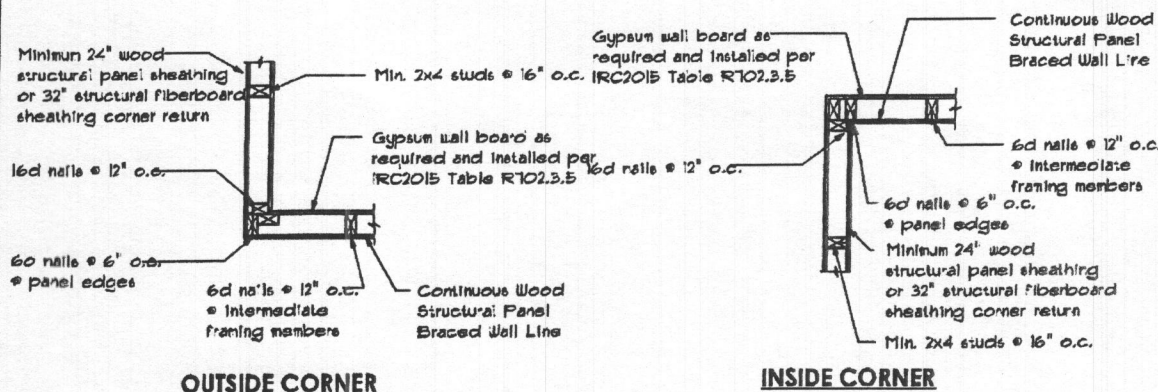 Minimum 24" wood
structural panel sheathing
or 32" structural fiberboard
sheathing corner return
Min. 2x4 studs @ 16" o.c.
Gypsum wall board as
required and installed per
IRC2015 Table R702.3.5
16d nails @ 12" o.c.
6d nails @ 6" o.c.
@ panel edges
6d nails @ 12" o.c.
@ intermediate
framing members
Continuous Wood
Structural Panel
Braced Wall Line
OUTSIDE CORNER
Gypsum wall board as
required and installed per
IRC2015 Table R702.3.5
Continuous Wood
Structural Panel
Braced Wall Line
16d nails @ 12" o.c.
6d nails @ 12" o.c.
@ intermediate
framing members
6d nails @ 6" o.c.
@ panel edges
Minimum 24" wood
structural panel sheathing
or 32" structural fiberboard
sheathing corner return
Min. 2x4 studs @ 16" o.c.
INSIDE CORNER